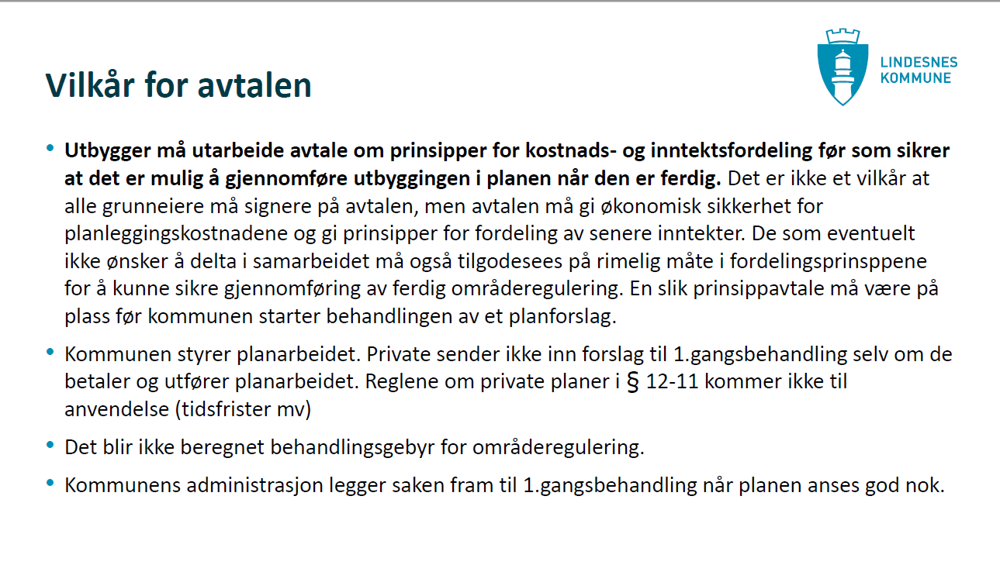 LINDESNES
KOMMUNE
Vilkår for avtalen
• Utbygger må utarbeide avtale om prinsipper for kostnads- og inntektsfordeling før som sikrer
at det er mulig å gjennomføre utbyggingen i planen når den er ferdig. Det er ikke et vilkår at
alle grunneiere må signere på avtalen, men avtalen må gi økonomisk sikkerhet for
planleggingskostnadene og gi prinsipper for fordeling av senere inntekter. De som eventuelt
ikke ønsker å delta i samarbeidet må også tilgodesees på rimelig måte i fordelingsprinsppene
for å kunne sikre gjennomføring av ferdig områderegulering. En slik prinsippavtale må være på
plass før kommunen starter behandlingen av et planforslag.
• Kommunen styrer planarbeidet. Private sender ikke inn forslag til 1.gangsbehandling selv om de
betaler og utfører planarbeidet. Reglene om private planer i § 12-11 kommer ikke til
anvendelse (tidsfrister mv)
• Det blir ikke beregnet behandlingsgebyr for områderegulering.
• Kommunens administrasjon legger saken fram til 1.gangsbehandling når planen anses god nok.